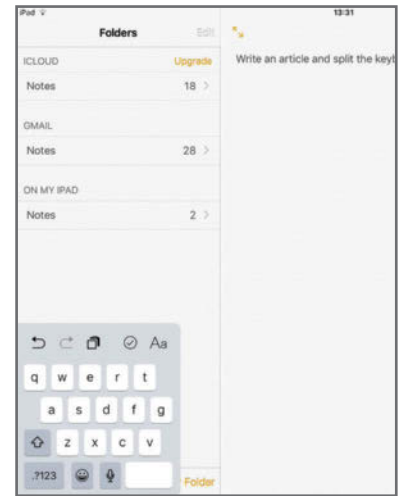 iPad
13:31
Folders
Edit
ICLOUD
Upgrade
Notes
18
Write an article and split the keyb
GMAIL
Notes
28
ON MY IPAD
Notes
2
Aa
q w e r t
a s d f g
z x c v
.?123
Folder